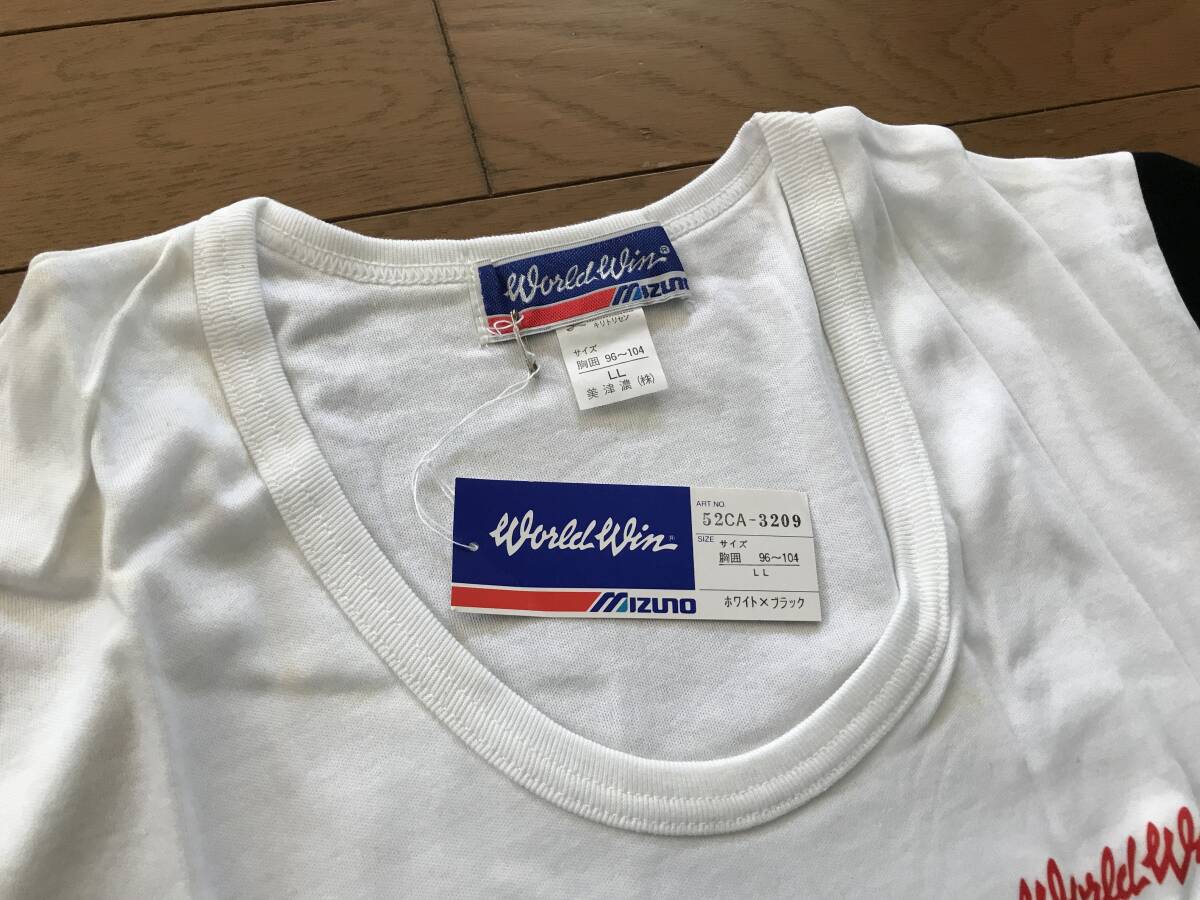 World Win®
MIZUNO
キリトリセン
サイズ
胸囲 96~104
LL
美津濃(株)
World Win®
MIZUNO
ART NO.
52CA-3209
SIZE サイズ
胸囲 96~104
LL
ホワイト×ブラック
World Wi